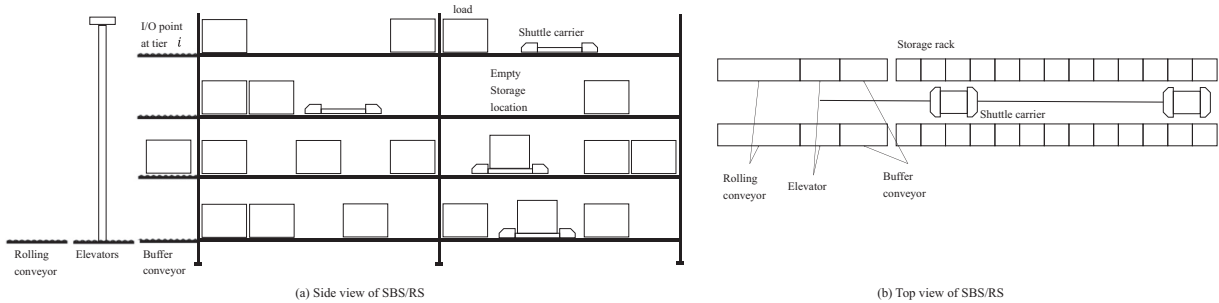 I/O point
at tier i
load
Shuttle carrier
Empty
Storage
location
Rolling
conveyor
Elevators
Buffer
conveyor
(a) Side view of SBS/RS
Storage rack
Shuttle carrier
Rolling
conveyor
Elevator
Buffer
conveyor
(b) Top view of SBS/RS